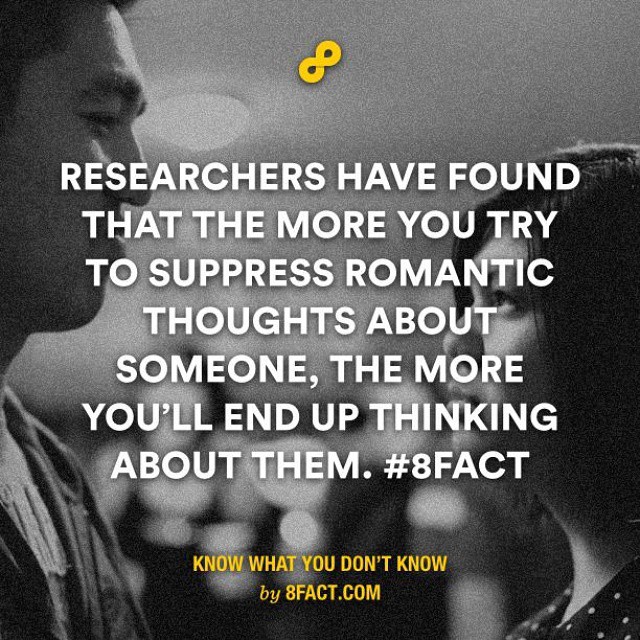 RESEARCHERS HAVE FOUND
THAT THE MORE YOU TRY
TO SUPPRESS ROMANTIC
THOUGHTS ABOUT
SOMEONE, THE MORE
YOU’LL END UP THINKING
ABOUT THEM. #8FACT
KNOW WHAT YOU DON’T KNOW
by 8FACT.COM